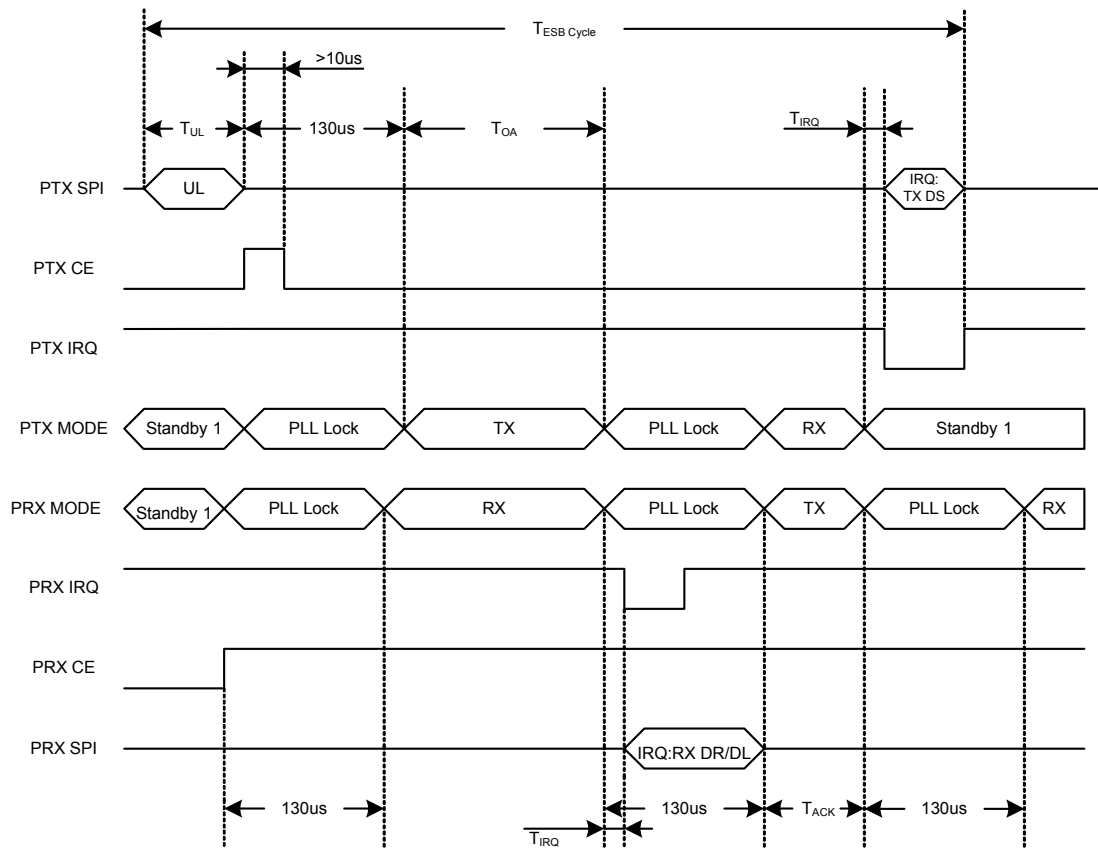 TESB Cycle
>10us
TUL 130us TOA TIRQ
PTX SPI UL IRQ:
TX DS
PTX CE
PTX IRQ
PTX MODE Standby 1 PLL Lock TX PLL Lock RX Standby 1
PRX MODE Standby 1 PLL Lock RX PLL Lock TX PLL Lock RX
PRX IRQ
PRX CE
PRX SPI IRQ:RX DR/DL
130us 130us TACK 130us
TIRQ